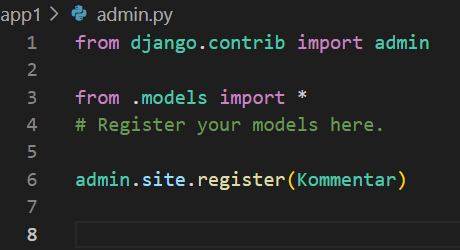 app1 > admin.py
1 from django.contrib import admin
2
3 from .models import *
4 # Register your models here.
5
6 admin.site.register(Kommentar)
7
8